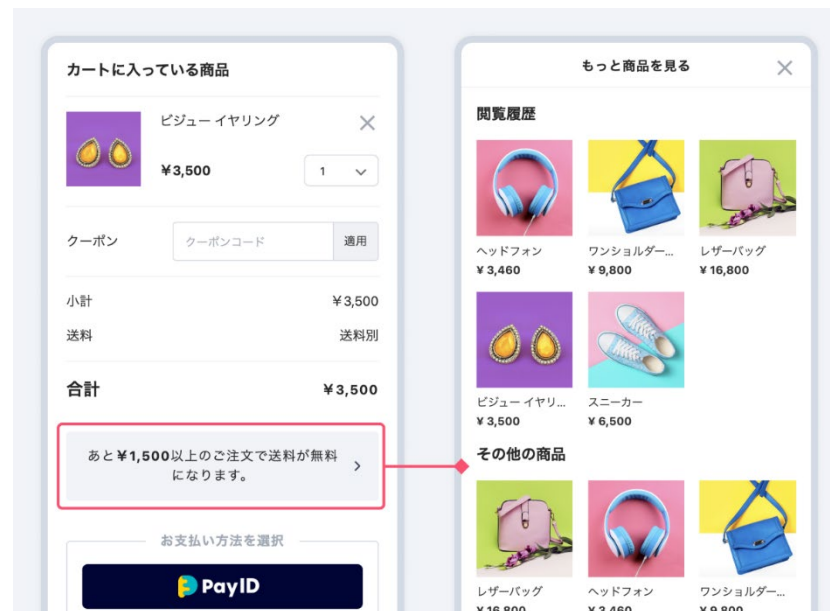 カートに入っている商品
ビジュー イヤリング
¥3,500
1
クーポン
クーポンコード
適用
小計
¥3,500
送料
送料別
合計
¥3,500
あと¥1,500以上のご注文で送料が無料
になります。
お支払い方法を選択
PayID
もっと商品を見る
閲覧履歴
ヘッドフォン
¥ 3,460
ワンショルダー...
¥ 9,800
レザーバッグ
¥ 16,800
ビジュー イヤリ...
¥ 3,500
スニーカー
¥ 6,500
その他の商品
レザーバッグ
¥ 16,800
ヘッドフォン
¥ 3,460
ワンショルダー...
¥ 9,800